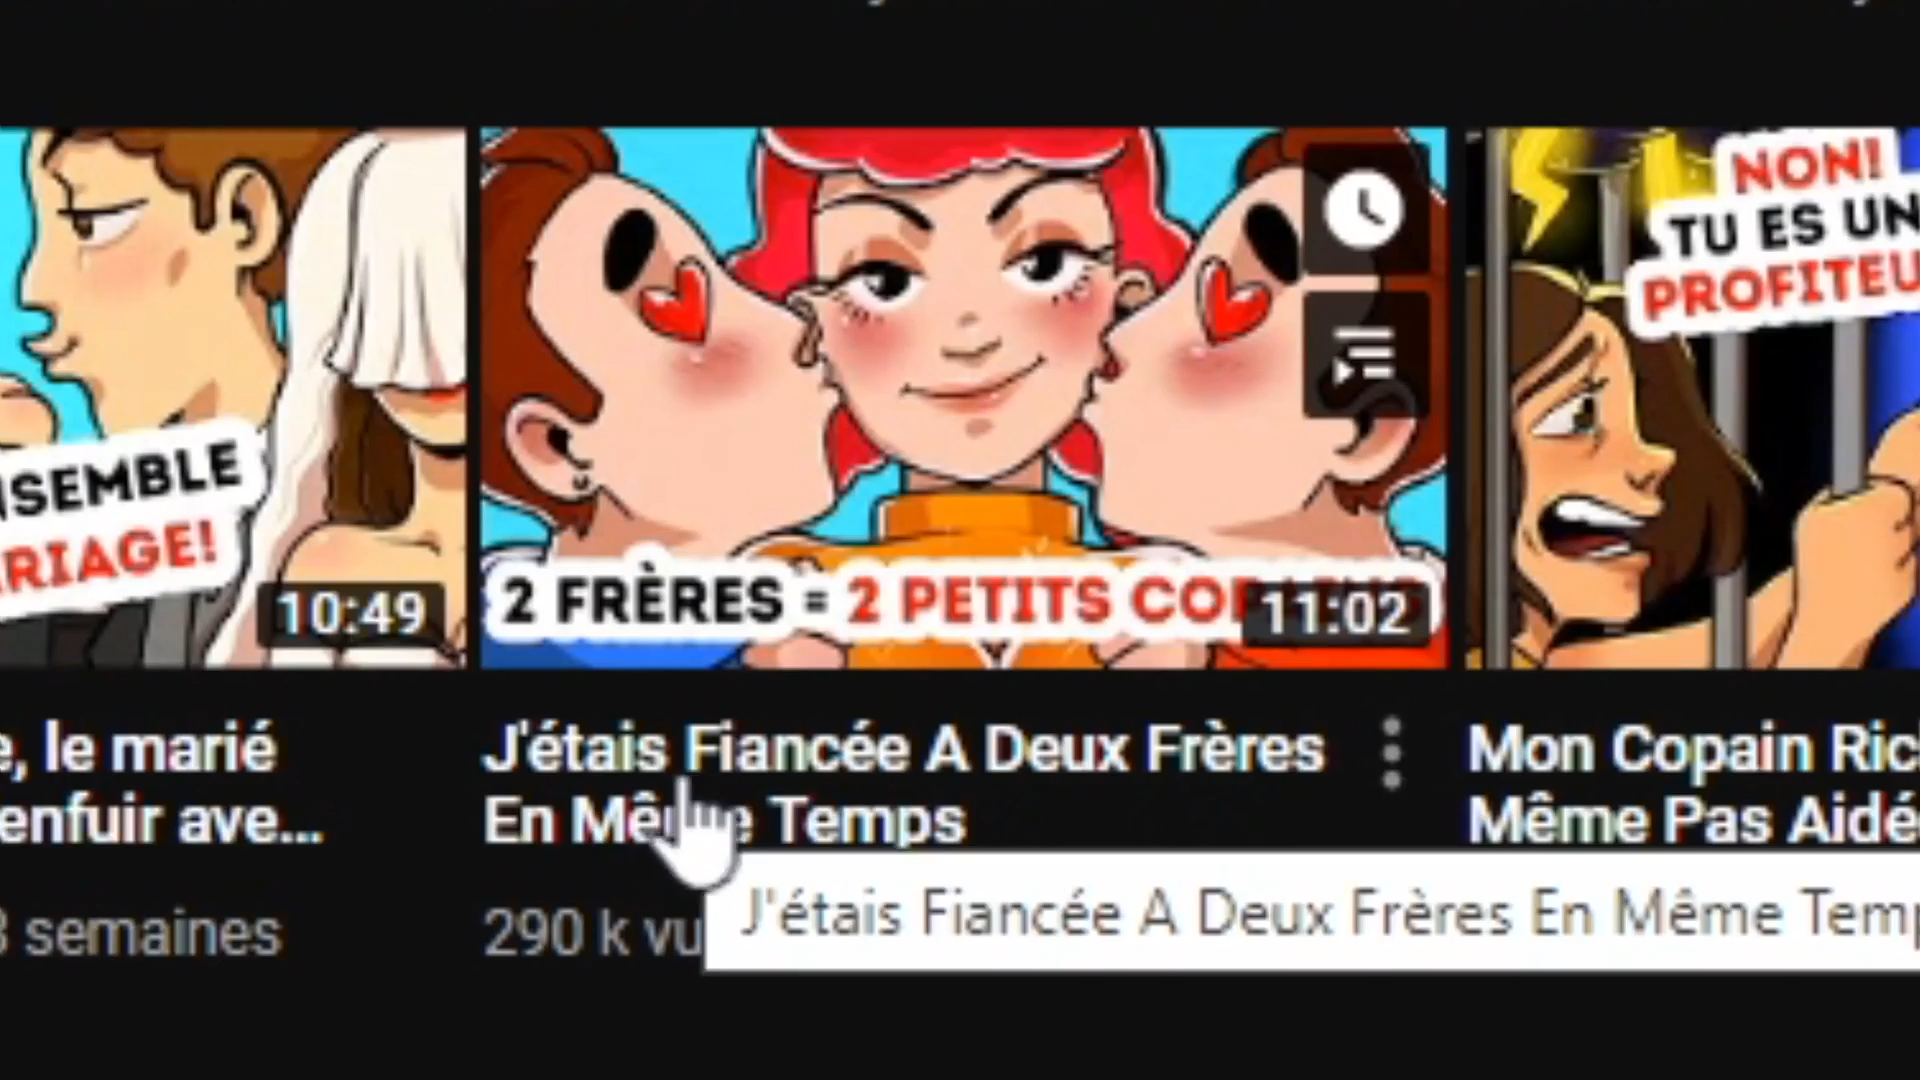 NSEMBLE
RIAGE!
10:49
2 FRÈRES = 2 PETITS
11:02
NON!
TU ES UN
PROFITEU
e, le marié
enfuir ave...
3 semaines
J'étais Fiancée A Deux Frères
En Même Temps
290 k vu
J'étais Fiancée A Deux Frères En Même Temp
Mon Copain Ric
Même Pas Aidé